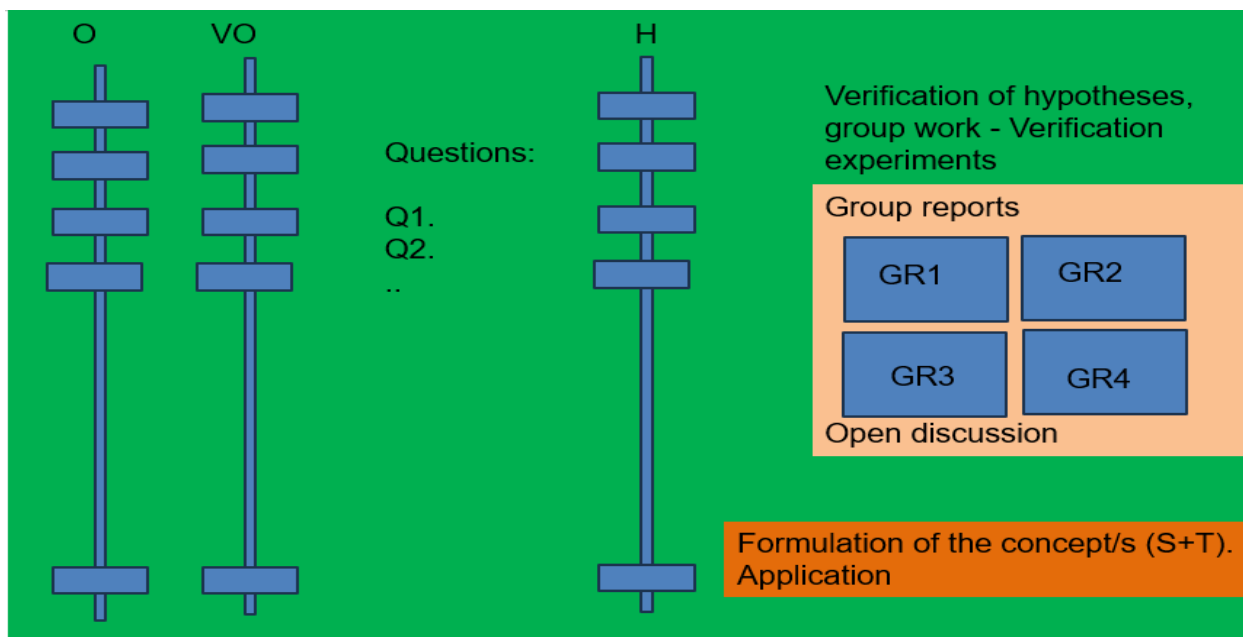 O
VO
Questions:
Q1.
Q2.
..
H
Verification of hypotheses,
group work - Verification
experiments
Group reports
GR1
GR2
GR3
GR4
Open discussion
Formulation of the concept/s (S+T).
Application